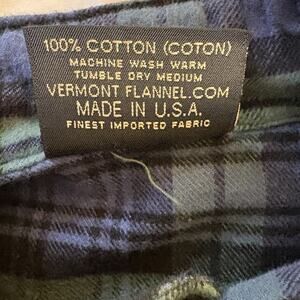 100% COTTON (COTON)
MACHINE WASH WARM
TUMBLE DRY MEDIUM
VERMONT FLANNEL.COM
MADE IN U.S.A.
FINEST IMPORTED FABRIC